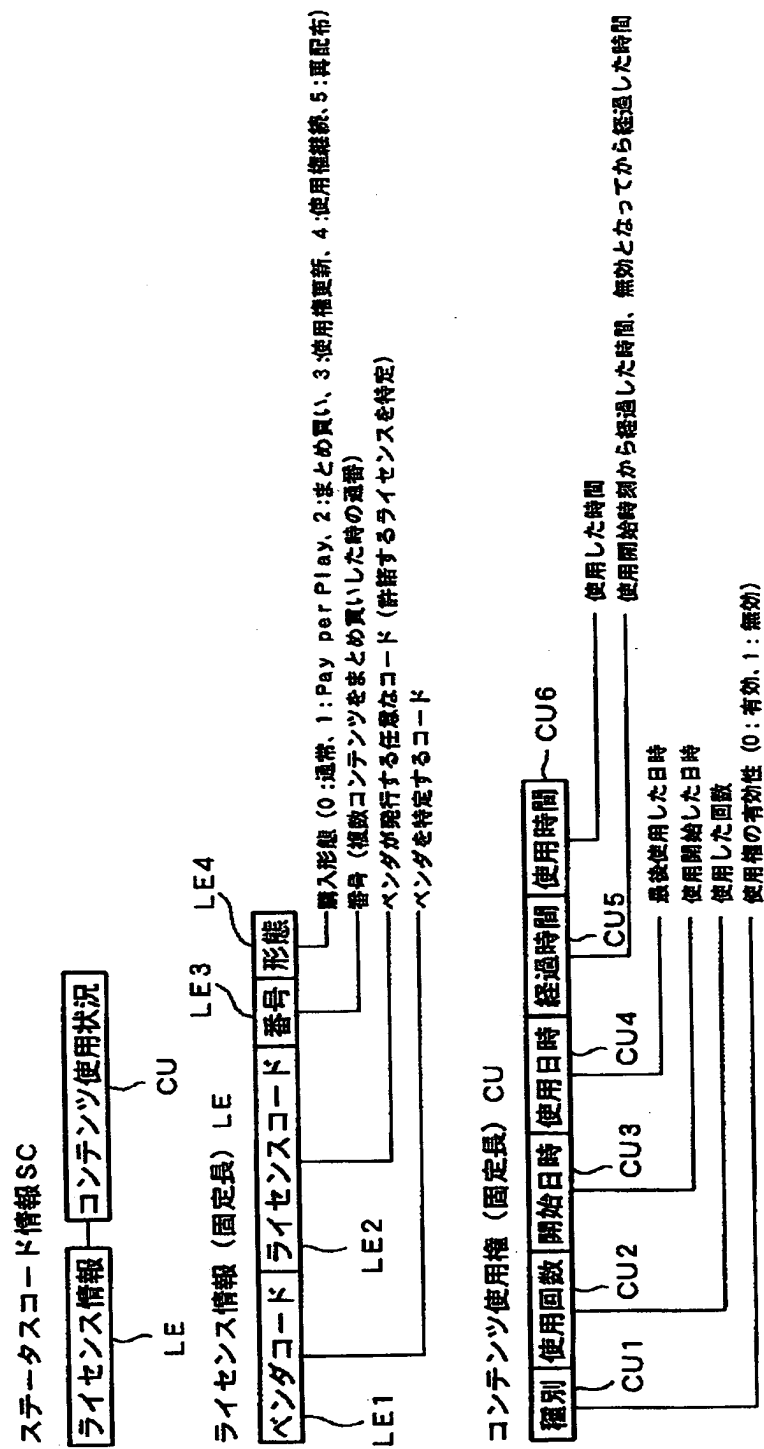 ステータスコード情報SC
ライセンス情報 コンテンツ使用状況
LE CU
ライセンス情報(固定長)LE
ベンダコード ライセンスコード 番号 形態
LE1 LE2 LE3 LE4
購入形態(0:通常、1:Pay per Play、2:まとめ買い、3:使用権更新、4:使用権継続、5:再配布)
番号(複数コンテンツをまとめ買いした時の通番)
ベンダが発行する任意なコード(許諾するライセンスを特定)
ベンダを特定するコード
コンテンツ使用権(固定長)CU
種別 使用回数 開始日時 使用日時 経過時間 使用時間
CU1 CU2 CU3 CU4 CU5 CU6
使用した時間
使用開始時刻から経過した時間、無効となってから経過した時間
最後使用した日時
使用開始した日時
使用した回数
使用権の有効性(0:有効、1:無効)